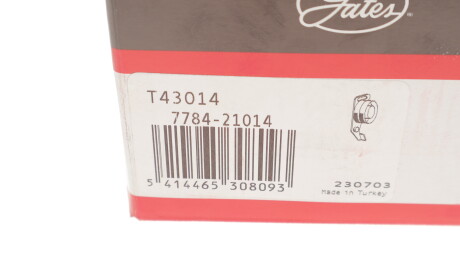 Gates
T43014
7784-21014
5 414465 308093
230703
Made in Turkey